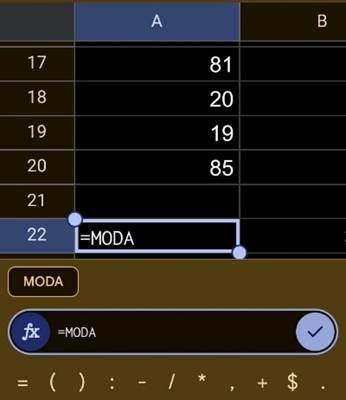 A B
17 81
18 20
19 19
20 85
21
22 =MODA
MODA
fx =MODA
= ( ) : - / * , + $ .